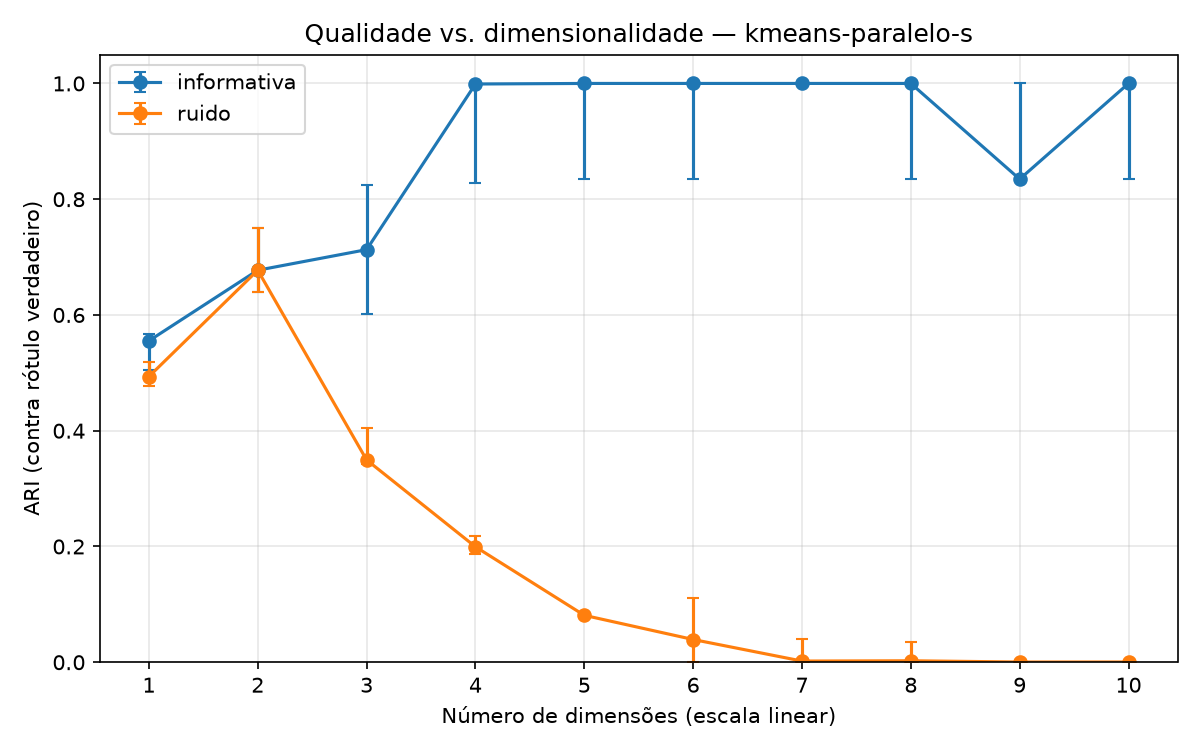 Qualidade vs. dimensionalidade — kmeans-paralelo-s
informativa
ruido
ARI (contra rótulo verdadeiro)
1.0
0.8
0.6
0.4
0.2
0.0
1 2 3 4 5 6 7 8 9 10
Número de dimensões (escala linear)